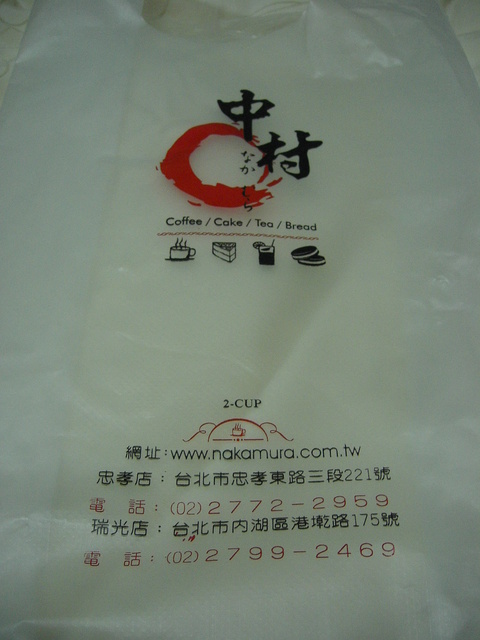 中村
なかむら
Coffee / Cake / Tea / Bread
2-CUP
網址：www.nakamura.com.tw
忠孝店：台北市忠孝東路三段221號
電 話：(02)2772-2959
瑞光店：台北市內湖區港墘路175號
電 話：(02)2799-2469